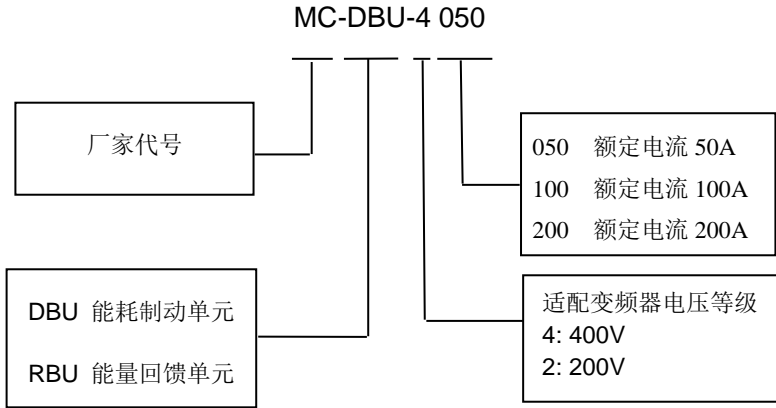 MC-DBU-4 050
厂家代号
050 额定电流 50A
100 额定电流 100A
200 额定电流 200A
DBU 能耗制动单元
RBU 能量回馈单元
适配变频器电压等级
4: 400V
2: 200V